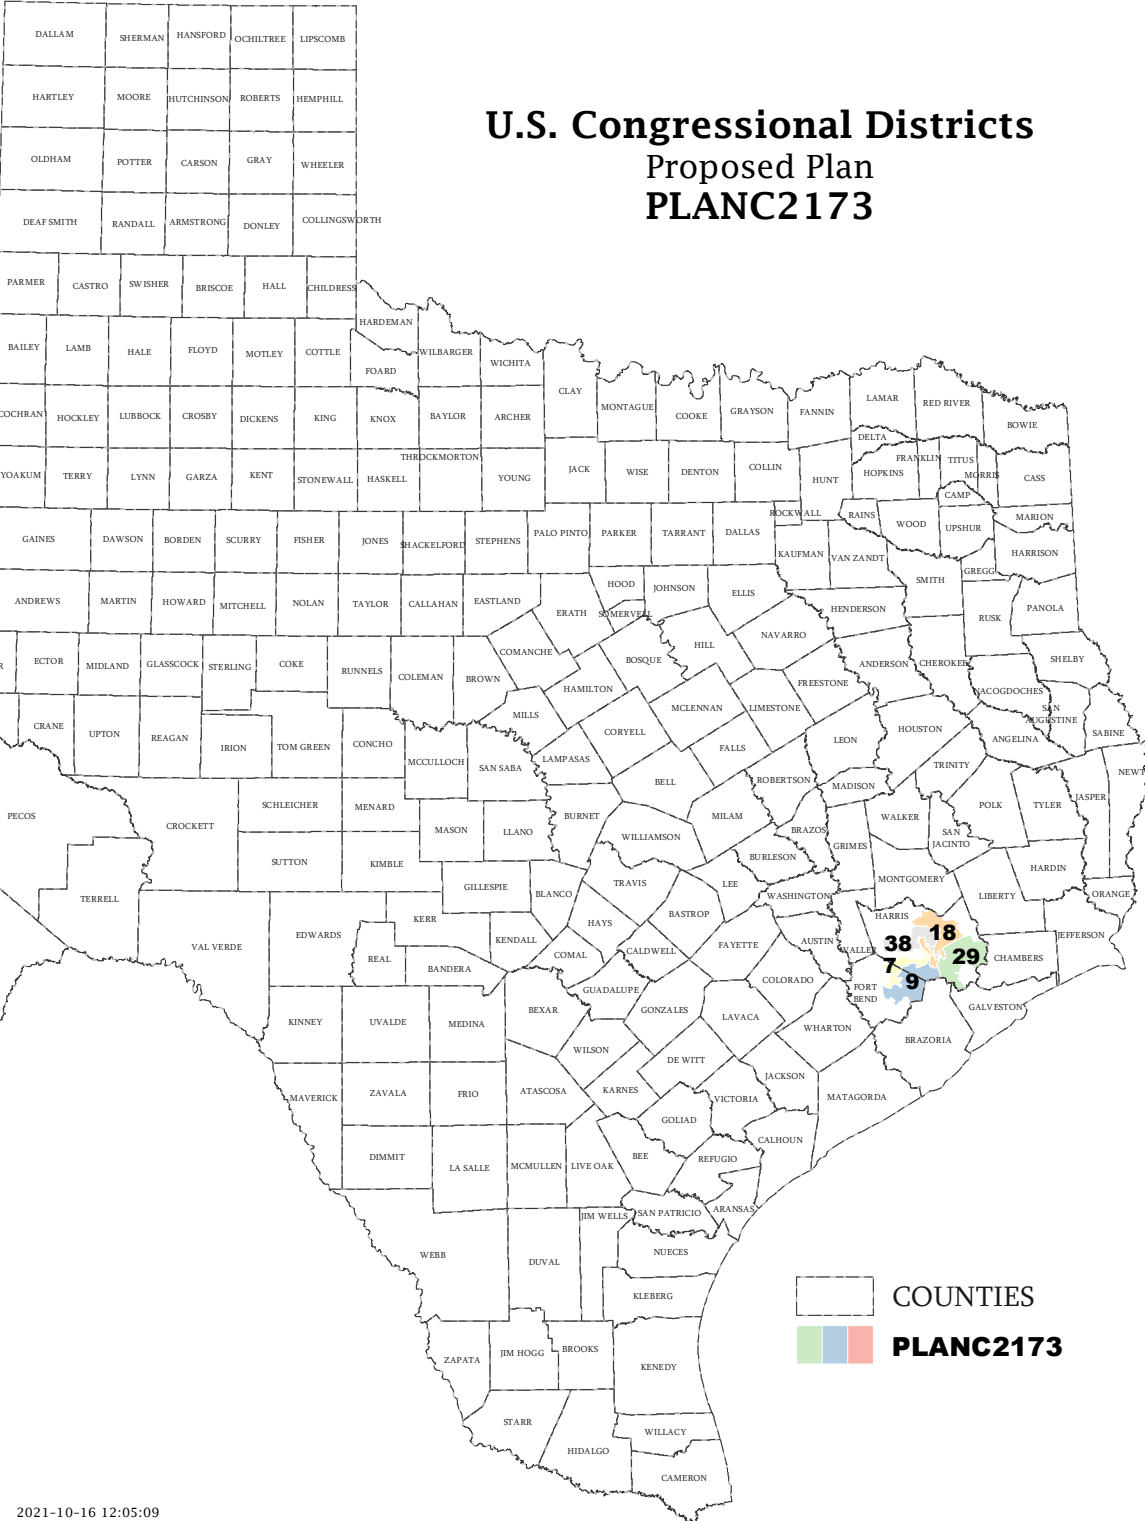 U.S. Congressional Districts
Proposed Plan
PLANC2173
DALLAM
SHERMAN
HANSFORD
OCHILTREE
LIPSCOMB
HARTLEY
MOORE
HUTCHINSON
ROBERTS
HEMPHILL
OLDHAM
POTTER
CARSON
GRAY
WHEELER
DEAF SMITH
RANDALL
ARMSTRONG
DONLEY
COLLINGSWORTH
PARMER
CASTRO
SWISHER
BRISCOE
HALL
CHILDRESS
HARDEMAN
BAILEY
LAMB
HALE
FLOYD
MOTLEY
COTTLE
FOARD
WILBARGER
WICHITA
CLAY
MONTAGUE
COOKE
GRAYSON
FANNIN
LAMAR
RED RIVER
BOWIE
COCHRAN
HOCKLEY
LUBBOCK
CROSBY
DICKENS
KING
KNOX
BAYLOR
ARCHER
DELTA
YOAKUM
TERRY
LYNN
GARZA
KENT
STONEWALL
HASKELL
THROCKMORTON
YOUNG
JACK
WISE
DENTON
COLLIN
HUNT
HOPKINS
FRANKLIN
TITUS
MORRIS
CASS
CAMP
GAINES
DAWSON
BORDEN
SCURRY
FISHER
JONES
SHACKELFORD
STEPHENS
PALO PINTO
PARKER
TARRANT
DALLAS
ROCKWALL
RAINS
WOOD
UPSHUR
MARION
KAUFMAN
VAN ZANDT
SMITH
GREGG
HARRISON
ANDREWS
MARTIN
HOWARD
MITCHELL
NOLAN
TAYLOR
CALLAHAN
EASTLAND
ERATH
HOOD
SOMERVELL
JOHNSON
ELLIS
HENDERSON
RUSK
PANOLA
R
ECTOR
MIDLAND
GLASSCOCK
STERLING
COKE
RUNNELS
COLEMAN
BROWN
COMANCHE
BOSQUE
HILL
NAVARRO
ANDERSON
CHEROKEE
SHELBY
CRANE
UPTON
REAGAN
IRION
TOM GREEN
CONCHO
MILLS
HAMILTON
MCLENNAN
LIMESTONE
FREESTONE
NACOGDOCHES
SAN
AUGUSTINE
SABINE
MCCULLOCH
SAN SABA
LAMPASAS
CORYELL
FALLS
LEON
HOUSTON
ANGELINA
PECOS
CROCKETT
SCHLEICHER
MENARD
BELL
ROBERTSON
MADISON
TRINITY
NEWT
MASON
LLANO
BURNET
WILLIAMSON
MILAM
BRAZOS
WALKER
POLK
TYLER
JASPER
SAN
JACINTO
TERRELL
SUTTON
KIMBLE
GILLESPIE
BLANCO
TRAVIS
LEE
BURLESON
GRIMES
MONTGOMERY
HARDIN
WASHINGTON
LIBERTY
ORANGE
VAL VERDE
EDWARDS
KERR
KENDALL
HAYS
BASTROP
HARRIS
JEFFERSON
REAL
BANDERA
COMAL
CALDWELL
FAYETTE
AUSTIN
WALLER
38
18
29
7
9
CHAMBERS
KINNEY
UVALDE
MEDINA
BEXAR
GUADALUPE
GONZALES
COLORADO
FORT
BEND
GALVESTON
LAVACA
WHARTON
BRAZORIA
WILSON
DE WITT
MAVERICK
ZAVALA
FRIO
ATASCOSA
KARNES
JACKSON
VICTORIA
MATAGORDA
GOLIAD
CALHOUN
DIMMIT
LA SALLE
MCMULLEN
LIVE OAK
BEE
REFUGIO
JIM WELLS
SAN PATRICIO
ARANSAS
WEBB
DUVAL
NUECES
KLEBERG
COUNTIES
PLANC2173
ZAPATA
JIM HOGG
BROOKS
KENEDY
STARR
HIDALGO
WILLACY
CAMERON
2021-10-16 12:05:09